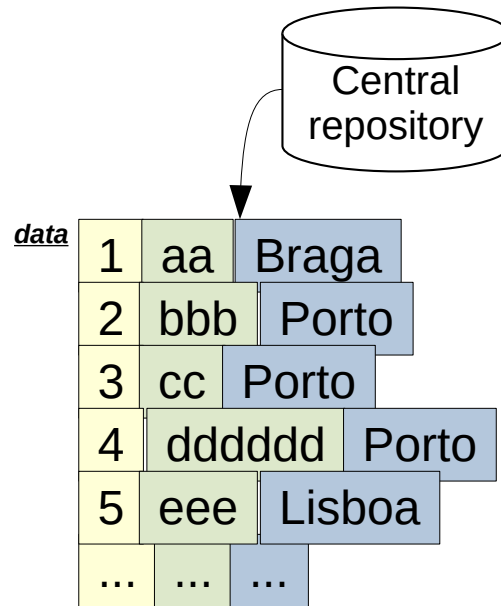 Central
repository
data
1 aa Braga
2 bbb Porto
3 cc Porto
4 dddddd Porto
5 eee Lisboa
... ... ...